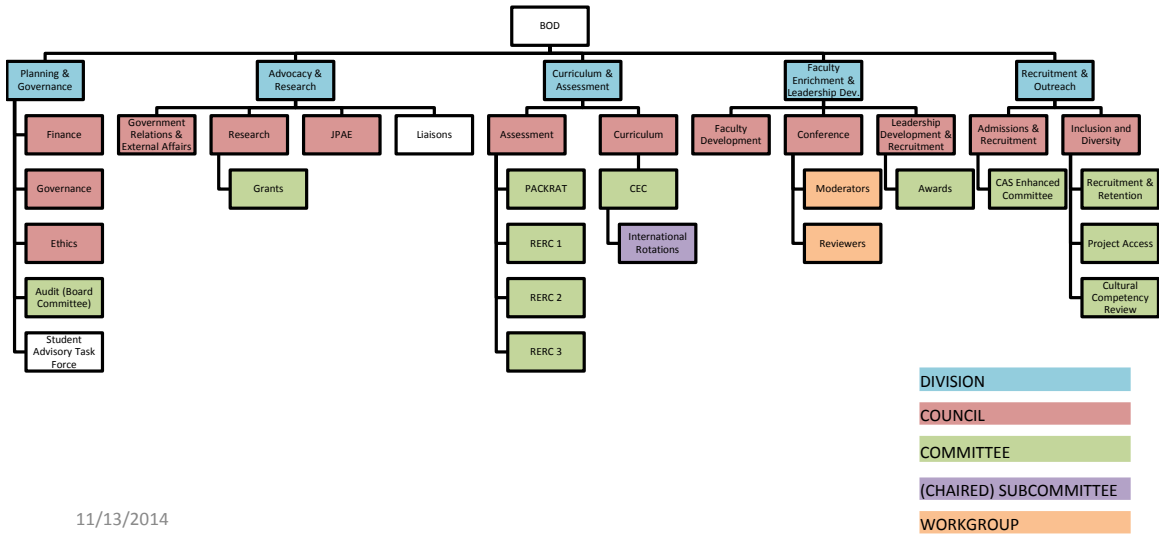 BOD
Planning &
Governance
Advocacy &
Research
Curriculum &
Assessment
Faculty
Enrichment &
Leadership Dev.
Recruitment &
Outreach
Finance
Government
Relations &
External Affairs
Research
JPAE
Liaisons
Assessment
Curriculum
Faculty
Development
Conference
Leadership
Development &
Recruitment
Admissions &
Recruitment
Inclusion and
Diversity
Governance
Grants
PACKRAT
CEC
Moderators
Awards
CAS Enhanced
Committee
Recruitment &
Retention
Ethics
RERC 1
International
Rotations
Reviewers
Project Access
Audit (Board
Committee)
RERC 2
Cultural
Competency
Review
Student
Advisory Task
Force
RERC 3
DIVISION
COUNCIL
COMMITTEE
(CHAIRED) SUBCOMMITTEE
WORKGROUP
11/13/2014